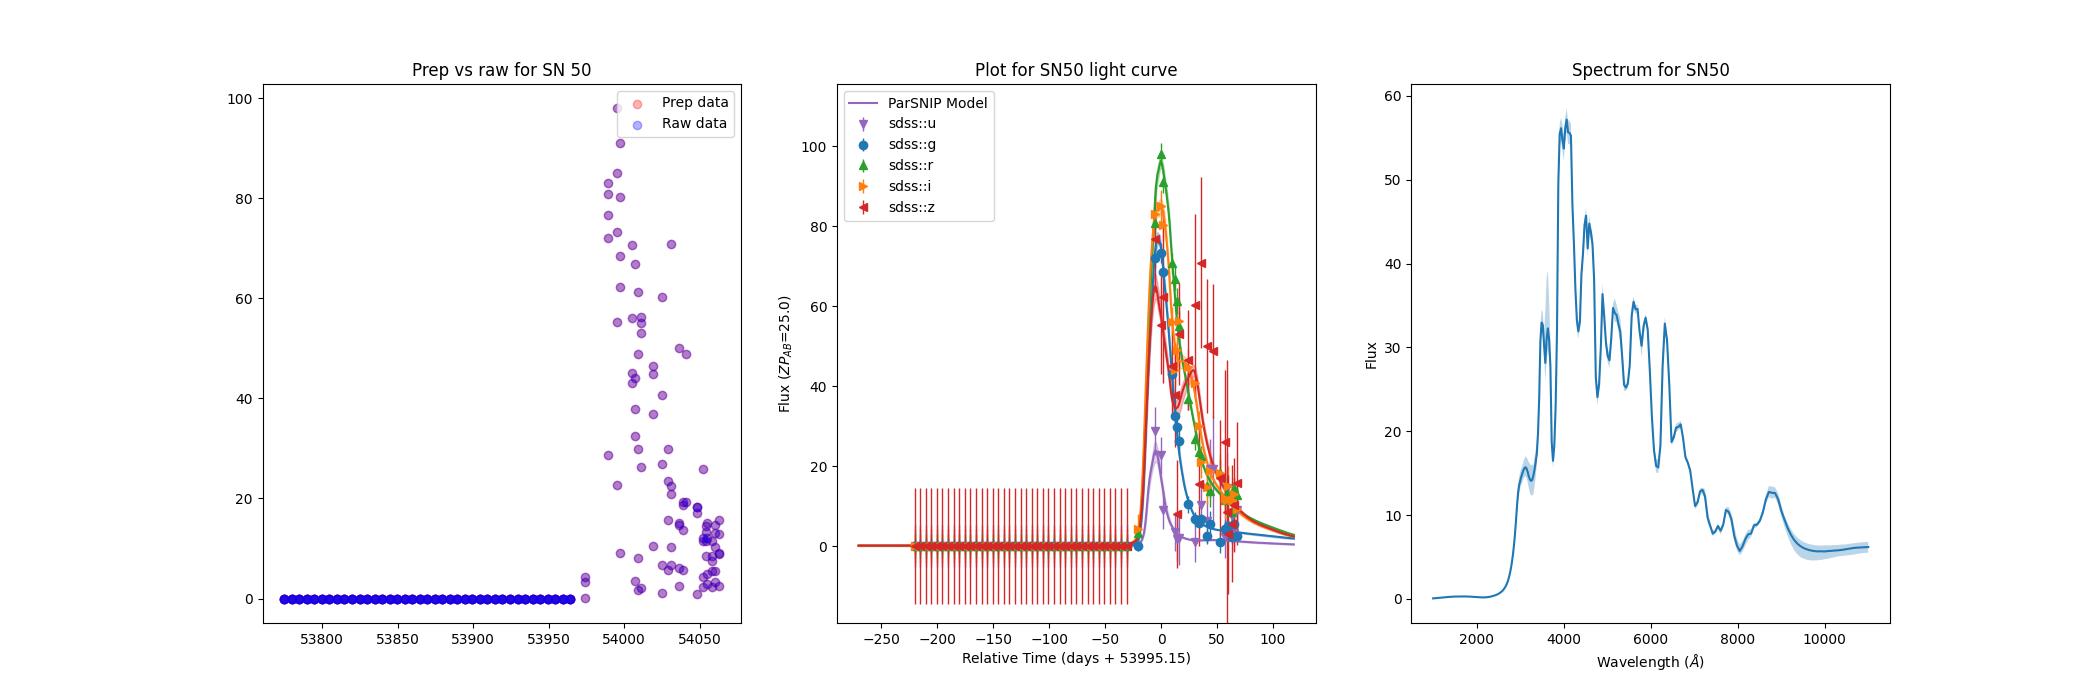 Prep vs raw for SN 50
100
80
60
40
20
0
53800
53850
53900
53950
54000
54050
Prep data
Raw data
Plot for SN50 light curve
Flux (ZP_AB=25.0)
100
80
60
40
20
0
−250
−200
−150
−100
−50
0
50
100
Relative Time (days + 53995.15)
ParSNIP Model
sdss::u
sdss::g
sdss::r
sdss::i
sdss::z
Spectrum for SN50
Flux
60
50
40
30
20
10
0
2000
4000
6000
8000
10000
Wavelength (Å)